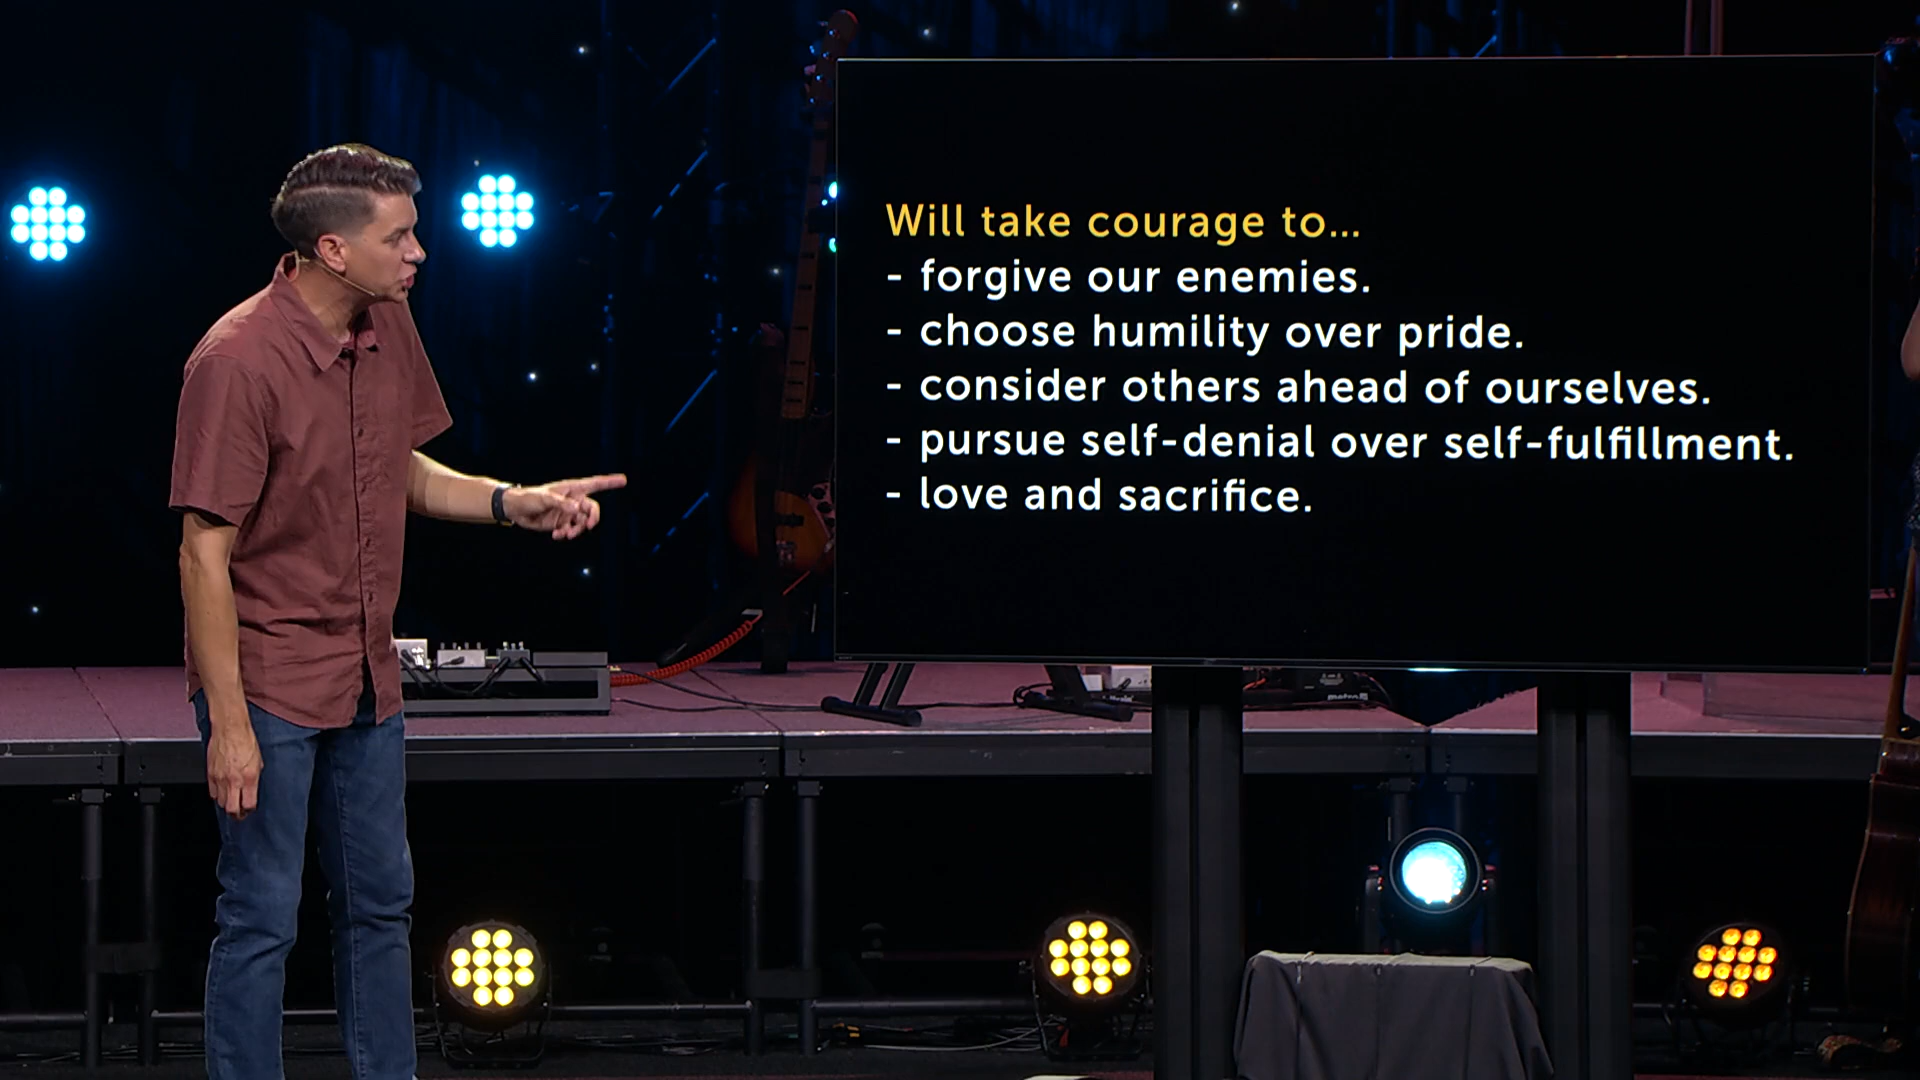 Will take courage to...
- forgive our enemies.
- choose humility over pride.
- consider others ahead of ourselves.
- pursue self-denial over self-fulfillment.
- love and sacrifice.